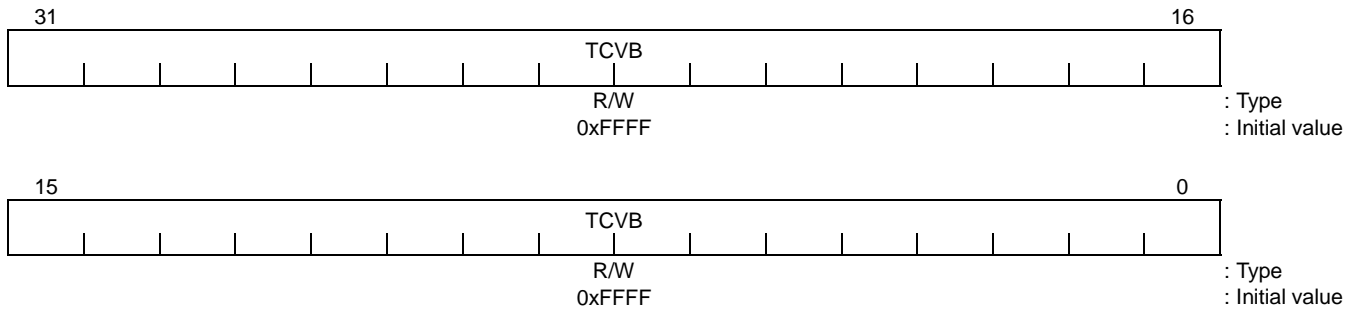 31 16
TCVB
R/W : Type
0xFFFF : Initial value
15 0
TCVB
R/W : Type
0xFFFF : Initial value